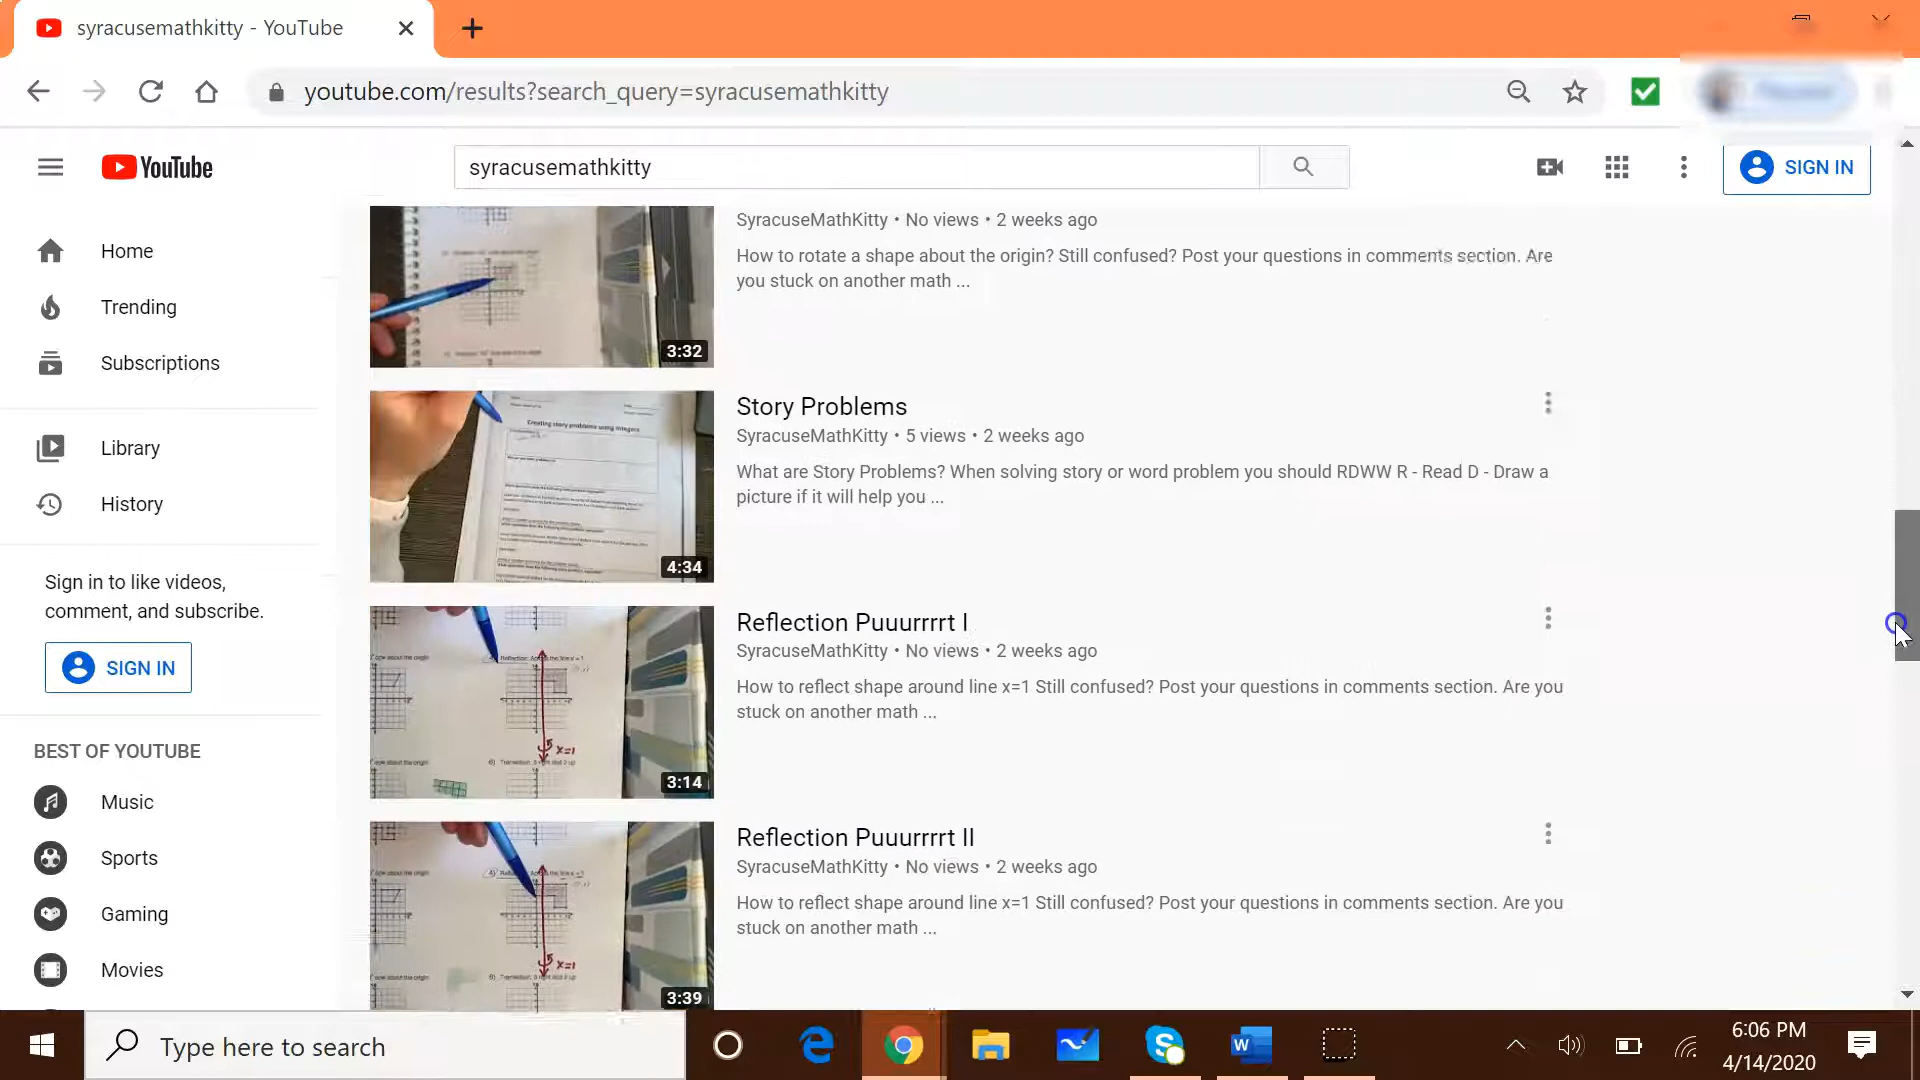 syracusemathkitty - YouTube
youtube.com/results?search_query=syracusemathkitty
YouTube
syracusemathkitty
SIGN IN
Home
Trending
Subscriptions
Library
History
Sign in to like videos,
comment, and subscribe.
SIGN IN
BEST OF YOUTUBE
Music
Sports
Gaming
Movies
SyracuseMathKitty • No views • 2 weeks ago
How to rotate a shape about the origin? Still confused? Post your questions in comments section. Are
you stuck on another math ...
3:32
Story Problems
SyracuseMathKitty • 5 views • 2 weeks ago
What are Story Problems? When solving story or word problem you should RDWW R - Read D - Draw a
picture if it will help you ...
Creating story problems using integers
4:34
Reflection Puuurrrrt I
SyracuseMathKitty • No views • 2 weeks ago
How to reflect shape around line x=1 Still confused? Post your questions in comments section. Are you
stuck on another math ...
x=1
3:14
Reflection Puuurrrrt II
SyracuseMathKitty • No views • 2 weeks ago
How to reflect shape around line x=1 Still confused? Post your questions in comments section. Are you
stuck on another math ...
x=1
3:39
Type here to search
6:06 PM
4/14/2020